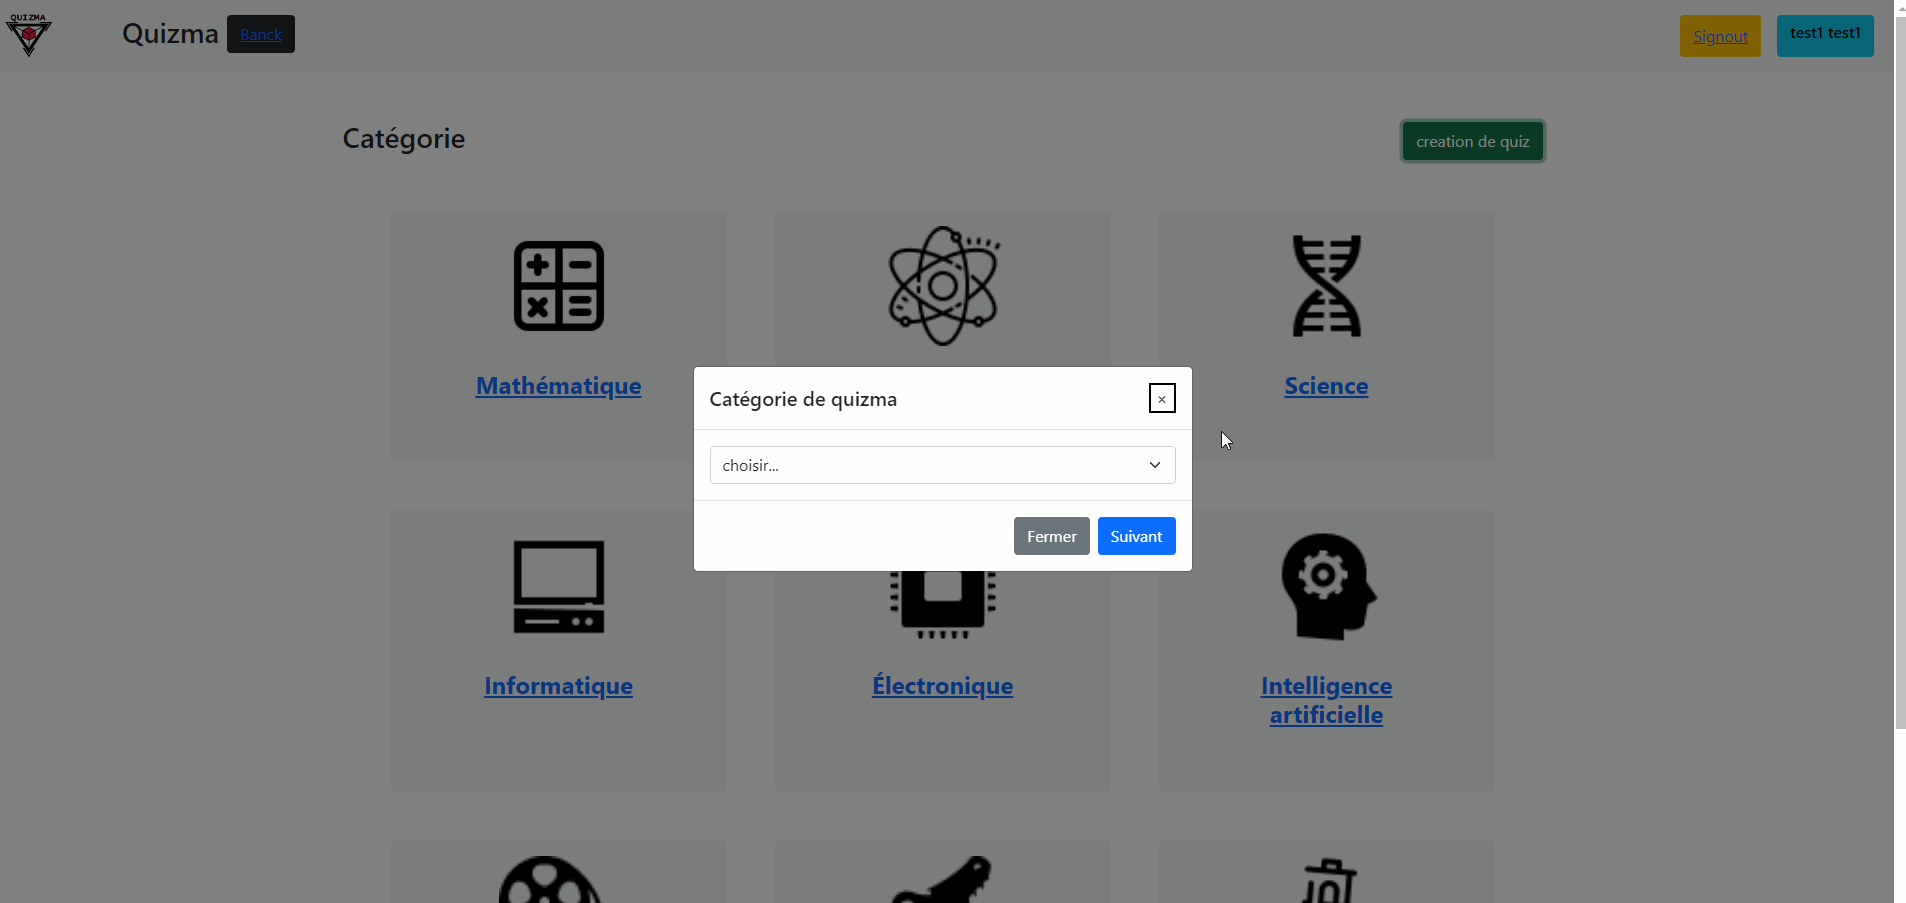 QUIZMA
Quizma
Banck
Signout
test1 test1
Catégorie
creation de quiz
Mathématique
Science
Catégorie de quizma
×
choisir...
Fermer
Suivant
Informatique
Électronique
Intelligence
artificielle